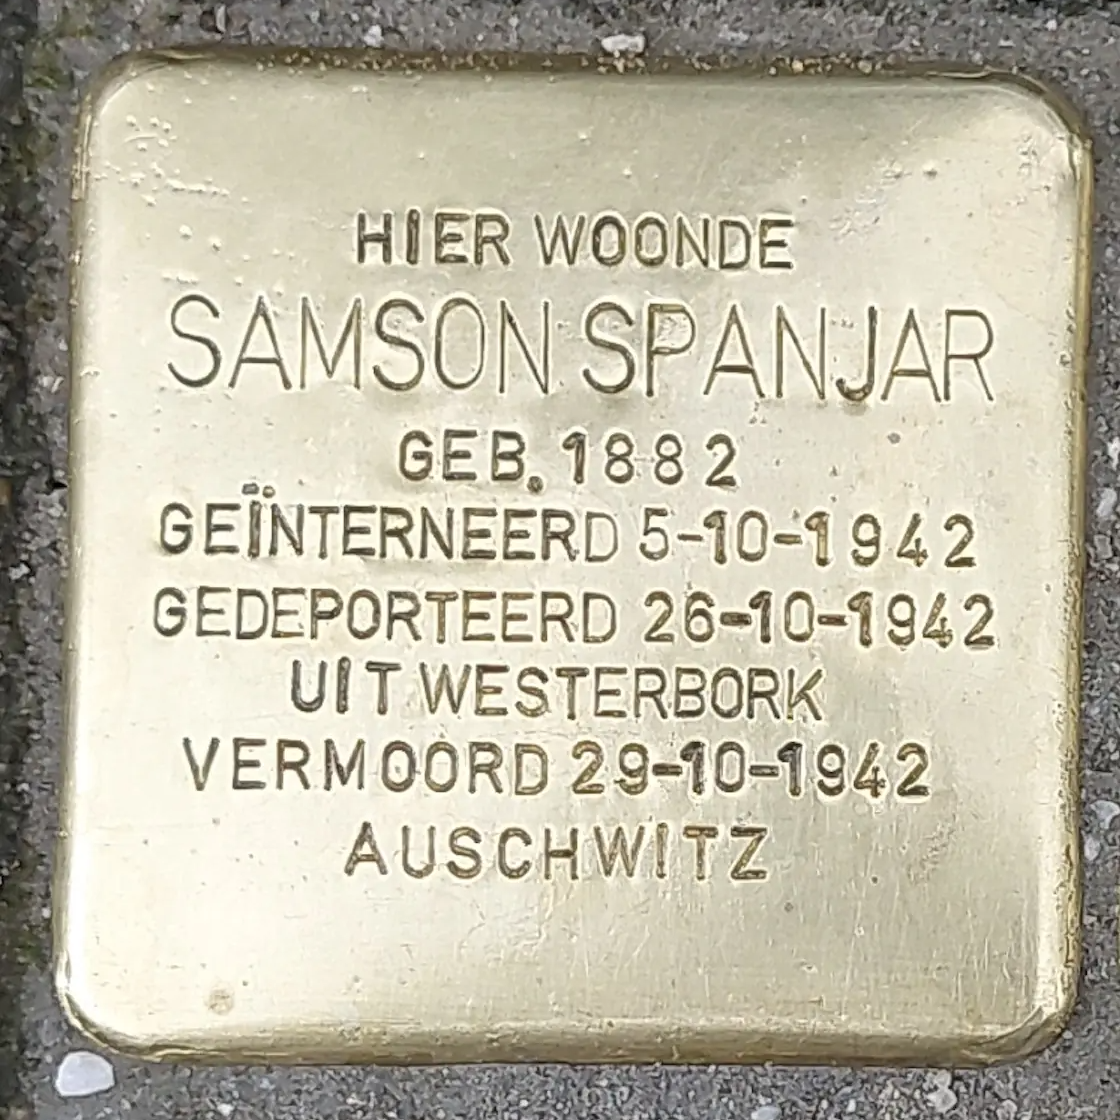 HIER WOONDE
SAMSON SPANJAR
GEB. 1882
GEÏNTERNEERD 5-10-1942
GEDEPORTEERD 26-10-1942
UIT WESTERBORK
VERMOORD 29-10-1942
AUSCHWITZ